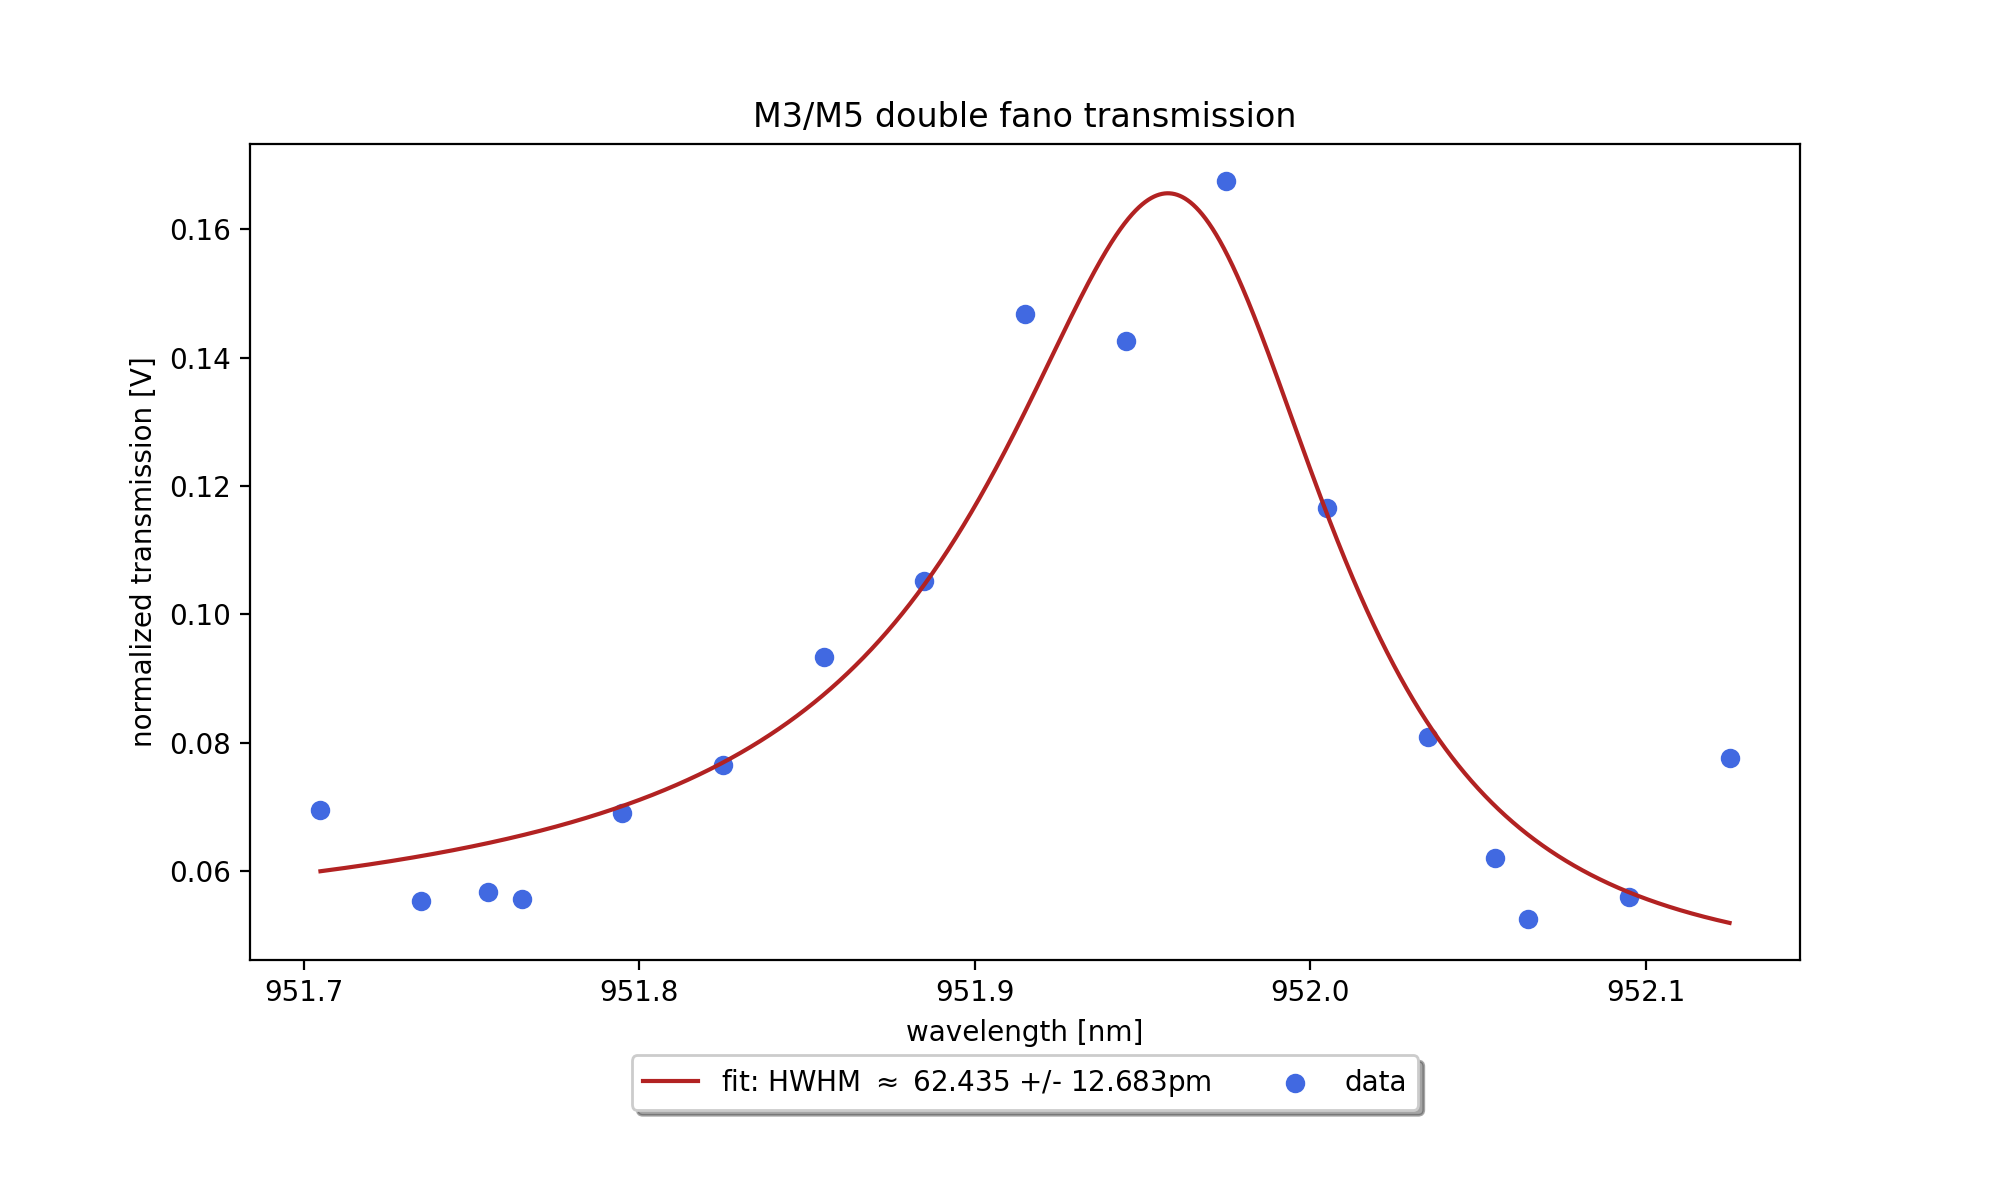 M3/M5 double fano transmission
normalized transmission [V]
0.16
0.14
0.12
0.10
0.08
0.06
951.7 951.8 951.9 952.0 952.1
wavelength [nm]
fit: HWHM ≈ 62.435 +/- 12.683pm data